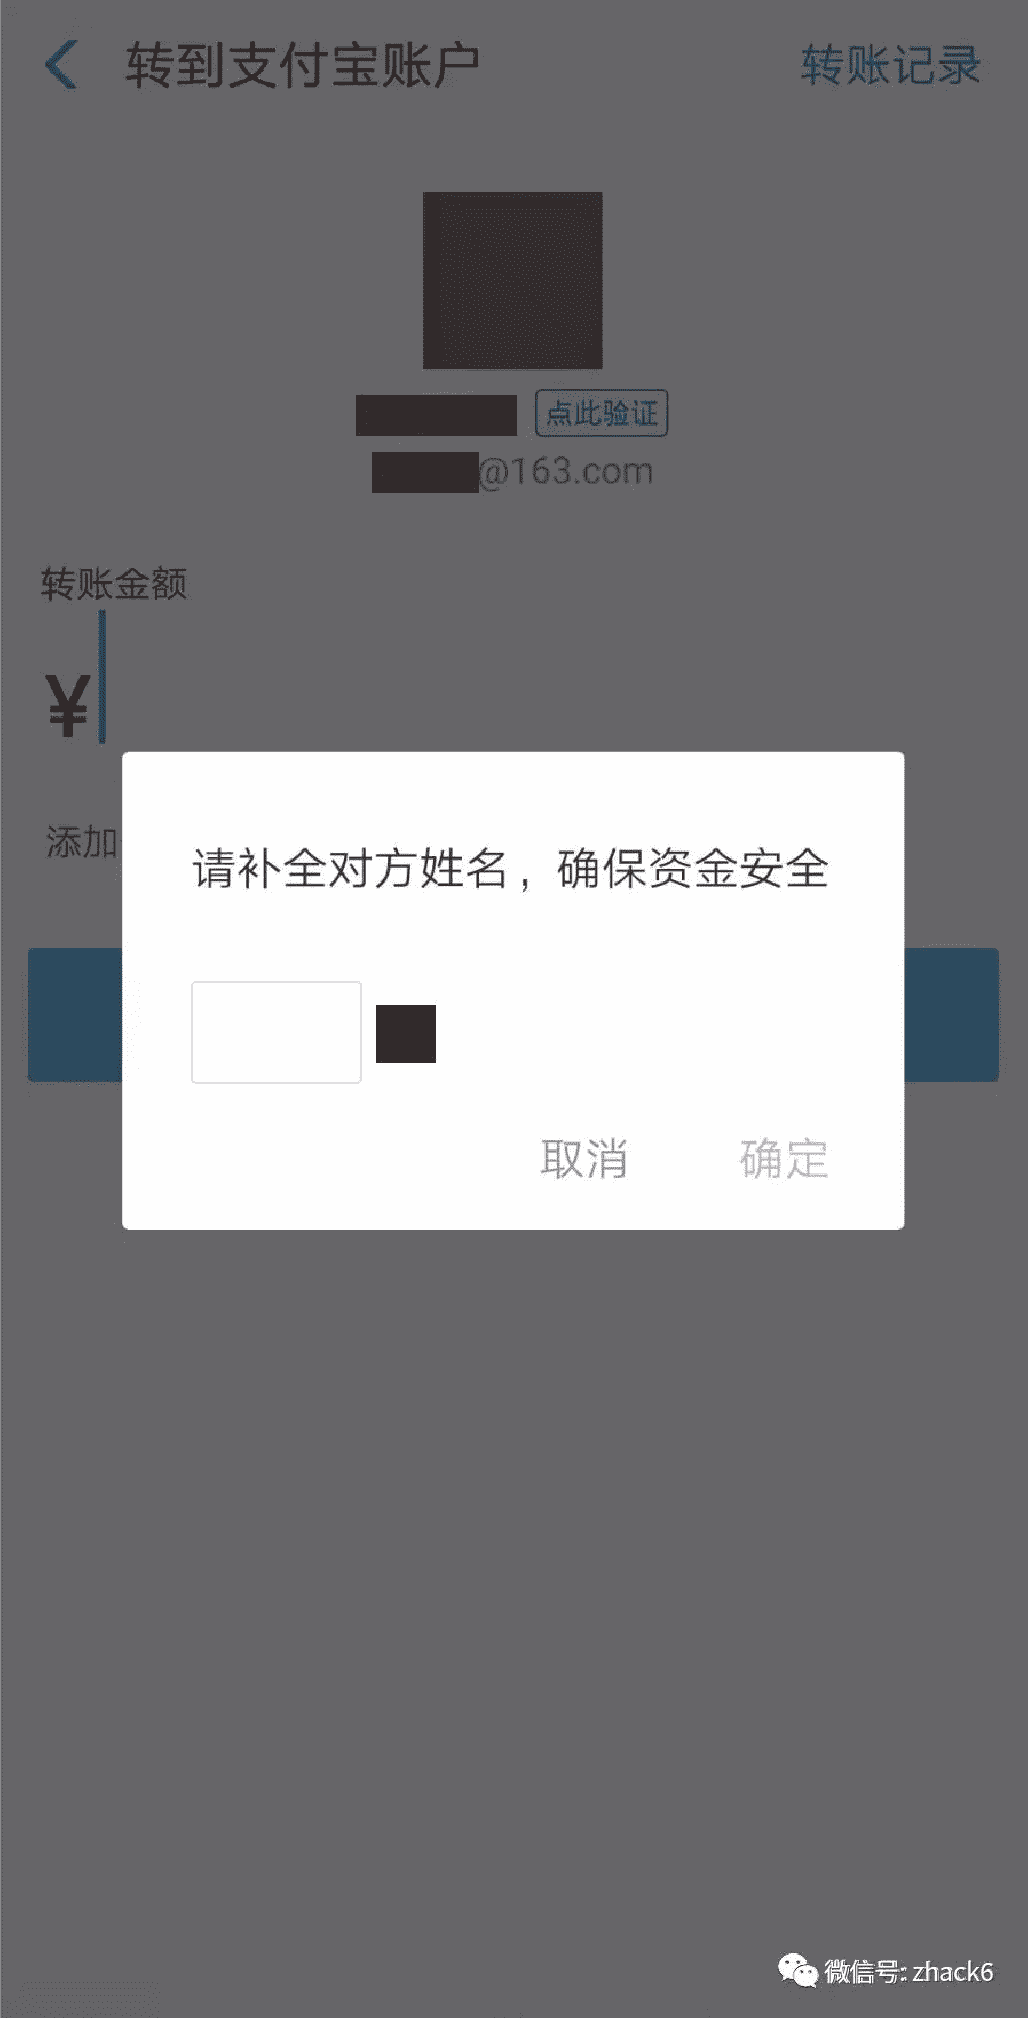 转到支付宝账户 转账记录
点此验证
@163.com
转账金额
¥
添加
请补全对方姓名，确保资金安全
取消 确定
微信号: zhack6